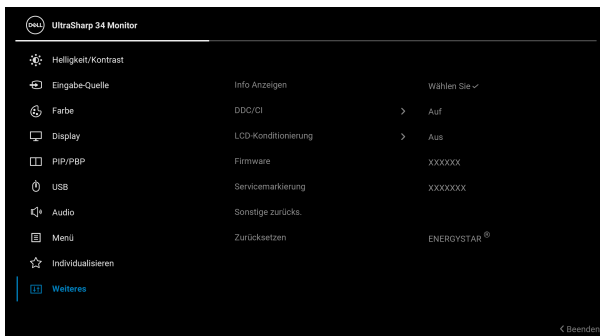 DELL UltraSharp 34 Monitor
Helligkeit/Kontrast
Eingabe-Quelle Info Anzeigen Wählen Sie ✓
Farbe DDC/CI > Auf
Display LCD-Konditionierung > Aus
PIP/PBP Firmware XXXXXX
USB Servicemarkierung XXXXXXX
Audio Sonstige zurücks.
Menü Zurücksetzen ENERGYSTAR ®
Individualisieren
Weiteres
< Beenden